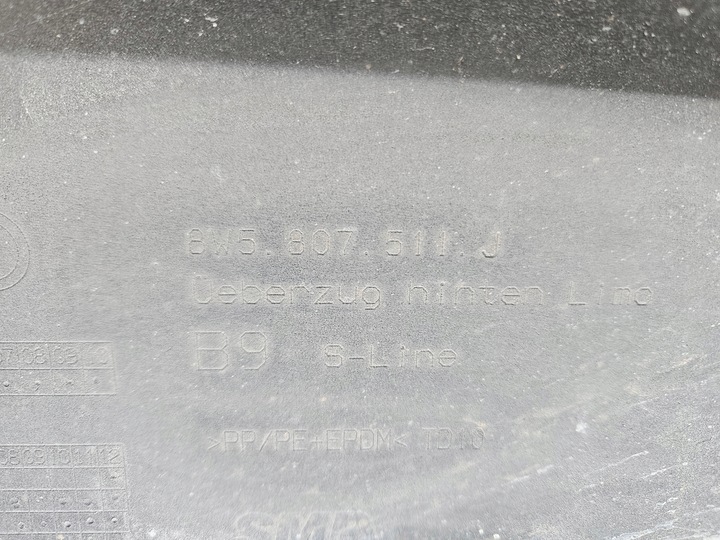 8W5.807.511.J
Ueberzug hinten Limo
B9 S-Line
>PP/PE+EPDM< TD10